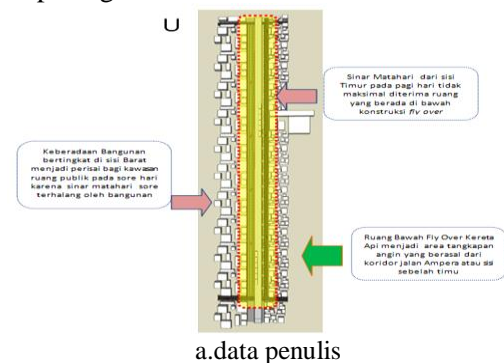 U
Sinar Matahari dari sisi
Timur pada pagi hari tidak
maksimal diterima ruang
yang berada di bawah
konstruksi fly over
Keberadaan Bangunan
bertingkat di sisi Barat
menjadi perisai bagi kawasan
ruang publik pada sore hari
karena sinar matahari sore
terhalang oleh bangunan
Ruang Bawah Fly Over Kereta
Api menjadi area tangkapan
angin yang berasal dari
koridor jalan Ampera atau sisi
sebelah timu
a.data penulis